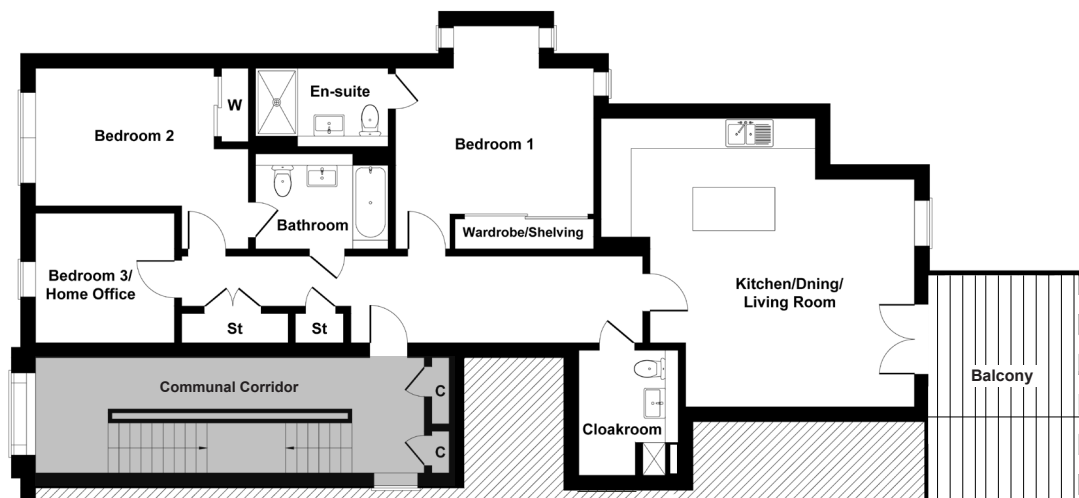 En-suite
W
Bedroom 2
Bedroom 1
Bathroom
Wardrobe/Shelving
Bedroom 3/
Home Office
Kitchen/Dning/
Living Room
St
St
Balcony
Communal Corridor
C
Cloakroom
C